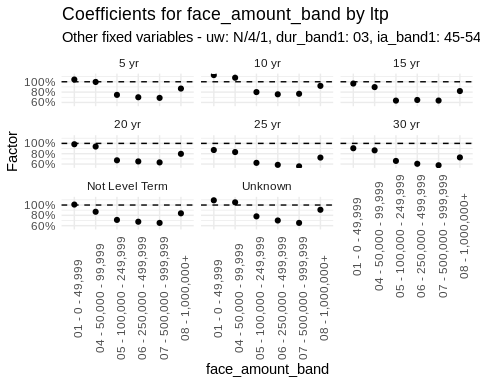 Coefficients for face_amount_band by ltp
Other fixed variables - uw: N/4/1, dur_band1: 03, ia_band1: 45-54
5 yr
10 yr
15 yr
100%
80%
60%
20 yr
25 yr
30 yr
100%
80%
60%
Not Level Term
Unknown
100%
80%
60%
Factor
01 - 0 - 49,999
04 - 50,000 - 99,999
05 - 100,000 - 249,999
06 - 250,000 - 499,999
07 - 500,000 - 999,999
08 - 1,000,000+
01 - 0 - 49,999
04 - 50,000 - 99,999
05 - 100,000 - 249,999
06 - 250,000 - 499,999
07 - 500,000 - 999,999
08 - 1,000,000+
01 - 0 - 49,999
04 - 50,000 - 99,999
05 - 100,000 - 249,999
06 - 250,000 - 499,999
07 - 500,000 - 999,999
08 - 1,000,000+
face_amount_band